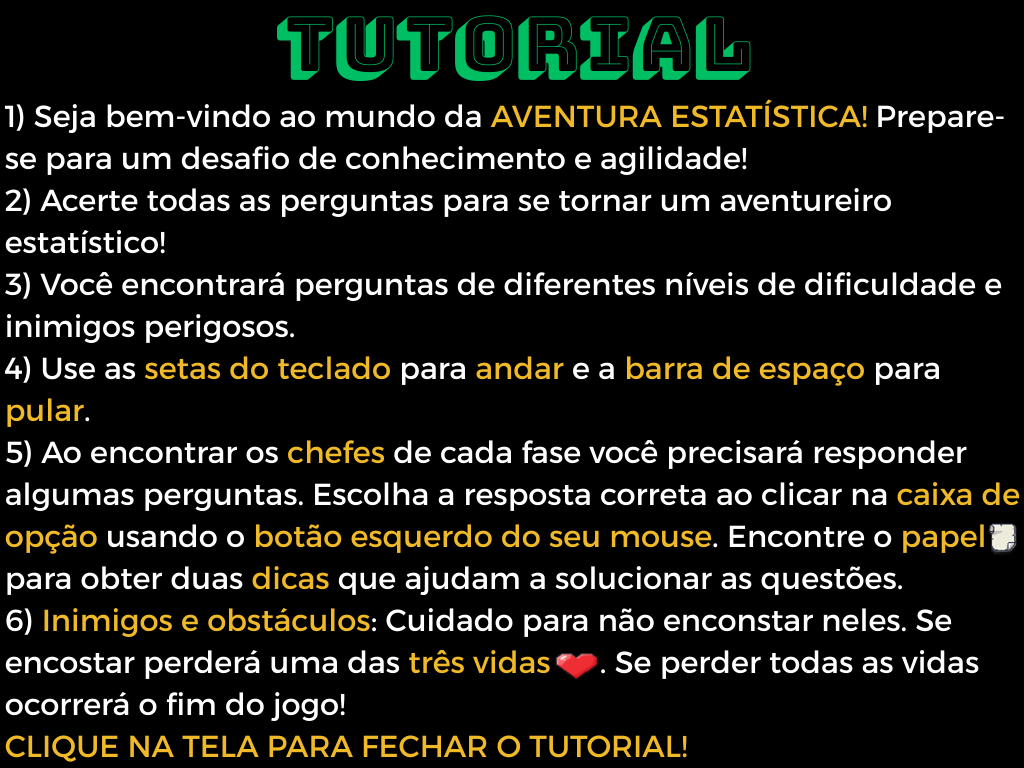 TUTORIAL
1) Seja bem-vindo ao mundo da AVENTURA ESTATÍSTICA! Prepare-
se para um desafio de conhecimento e agilidade!
2) Acerte todas as perguntas para se tornar um aventureiro
estatístico!
3) Você encontrará perguntas de diferentes níveis de dificuldade e
inimigos perigosos.
4) Use as setas do teclado para andar e a barra de espaço para
pular.
5) Ao encontrar os chefes de cada fase você precisará responder
algumas perguntas. Escolha a resposta correta ao clicar na caixa de
opção usando o botão esquerdo do seu mouse. Encontre o papel
para obter duas dicas que ajudam a solucionar as questões.
6) Inimigos e obstáculos: Cuidado para não enconstar neles. Se
encostar perderá uma das três vidas . Se perder todas as vidas
ocorrerá o fim do jogo!
CLIQUE NA TELA PARA FECHAR O TUTORIAL!